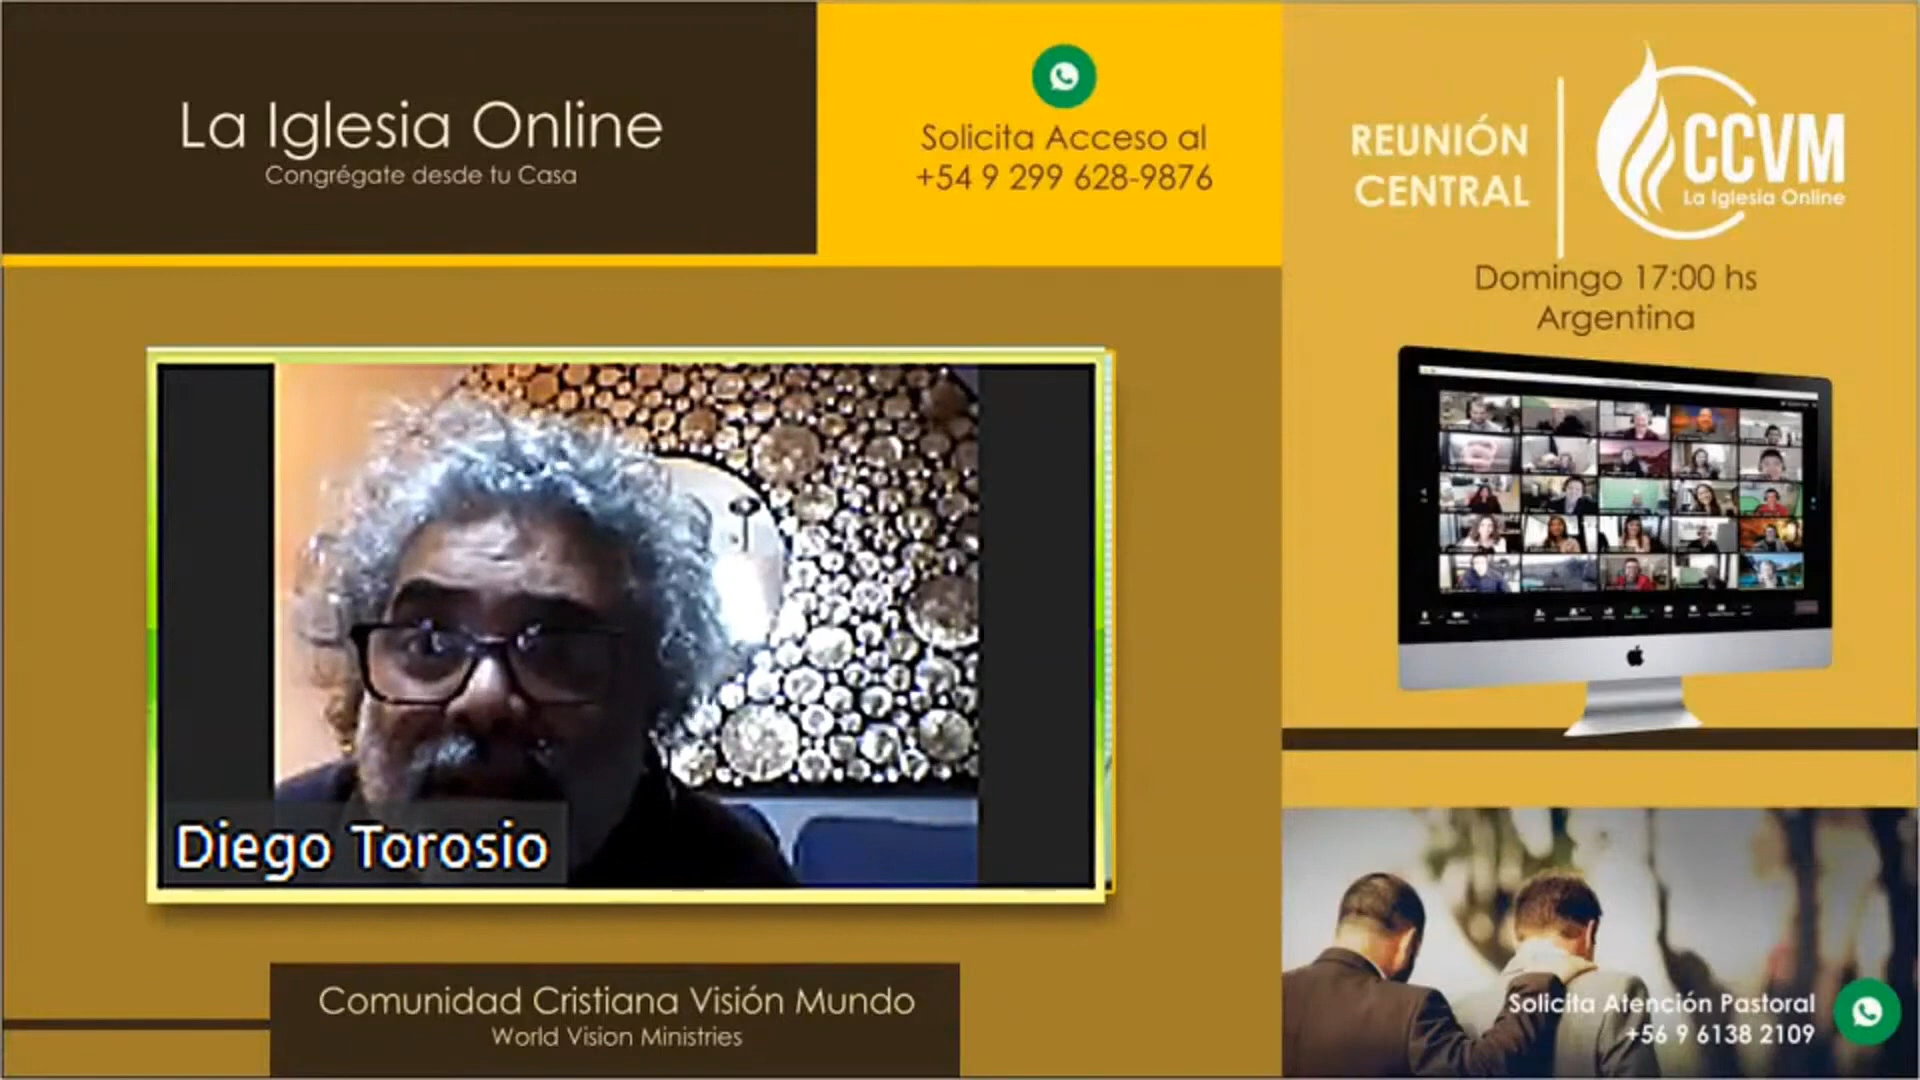 La Iglesia Online
Congrégate desde tu Casa
Solicita Acceso al
+54 9 299 628-9876
REUNIÓN
CENTRAL
CCVM
La Iglesia Online
Domingo 17:00 hs
Argentina
Diego Torosio
Comunidad Cristiana Visión Mundo
World Vision Ministries
Solicita Atención Pastoral
+56 9 6138 2109